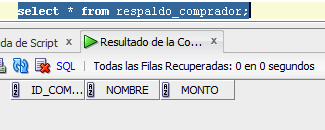 select * from respaldo_comprador;
da de Script Resultado de la Co...
SQL Todas las Filas Recuperadas: 0 en 0 segundos
ID_COM... NOMBRE MONTO